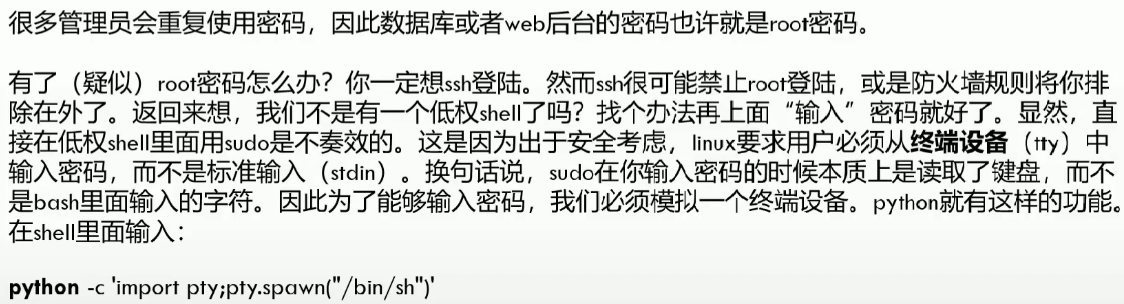 很多管理员会重复使用密码，因此数据库或者web后台的密码也许就是root密码。
有了（疑似）root密码怎么办？你一定想ssh登陆。然而ssh很可能禁止root登陆，或是防火墙规则将你排
除在外了。返回来想，我们不是有一个低权shell了吗？找个办法再上面“输入”密码就好了。显然，直
接在低权shell里面用sudo是不奏效的。这是因为出于安全考虑，linux要求用户必须从终端设备（tty）中
输入密码，而不是标准输入（stdin）。换句话说，sudo在你输入密码的时候本质上是读取了键盘，而不
是bash里面输入的字符。因此为了能够输入密码，我们必须模拟一个终端设备。python就有这样的功能。
在shell里面输入：
python -c 'import pty;pty.spawn("/bin/sh")'